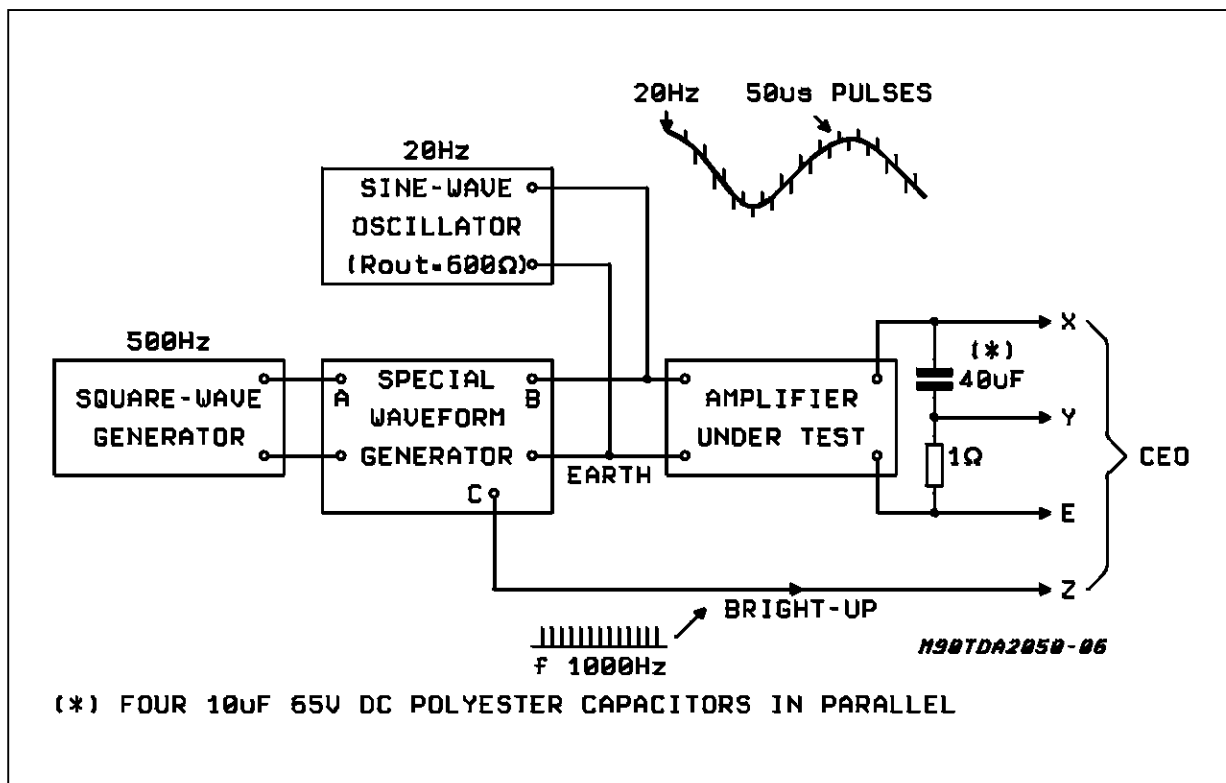 20Hz 50us PULSES
20Hz
SINE-WAVE
OSCILLATOR
(Rout=600Ω)
500Hz
SQUARE-WAVE
GENERATOR
A
SPECIAL
WAVEFORM
GENERATOR
B
C
EARTH
AMPLIFIER
UNDER TEST
(*)
40uF
1Ω
X
Y
E
Z
CEO
BRIGHT-UP
f 1000Hz
M90TDA2050-06
(*) FOUR 10uF 65V DC POLYESTER CAPACITORS IN PARALLEL